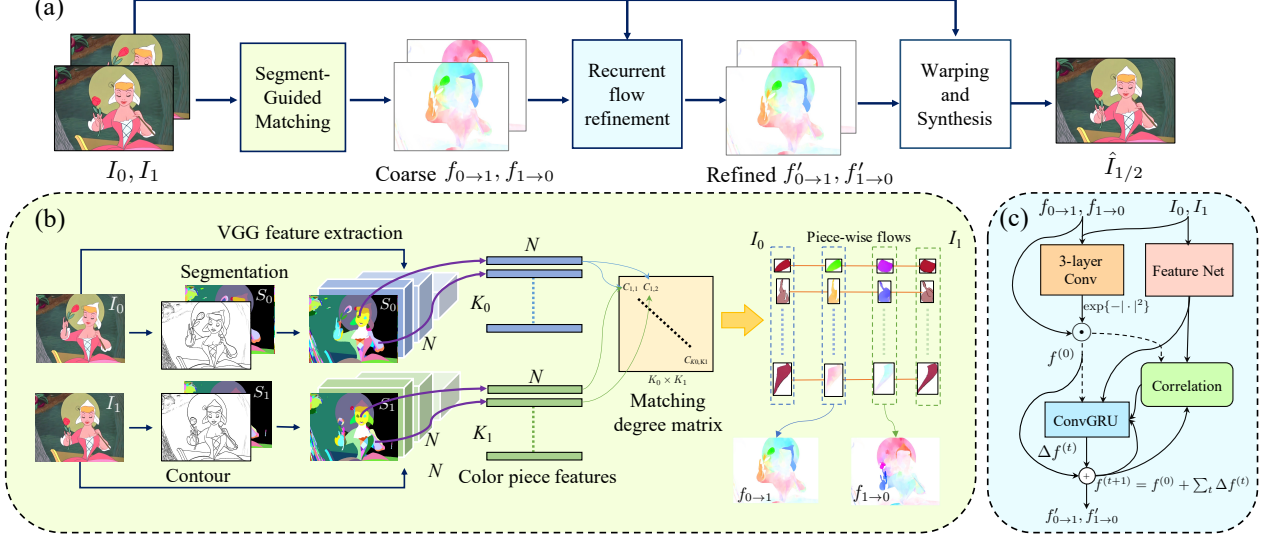 (a)
Segment-
Guided
Matching
Recurrent
flow
refinement
Warping
and
Synthesis
I_0, I_1
Coarse f_{0→1}, f_{1→0}
Refined f'_{0→1}, f'_{1→0}
Î_{1/2}
(b)
VGG feature extraction
Segmentation
Contour
I_0
S_0
S_0
I_1
S_1
S_1
N
N
K_0
N
N
K_1
N
Color piece features
C_{1,1} C_{1,2}
C_{K0,K1}
K_0 × K_1
Matching
degree matrix
I_0
Piece-wise flows
I_1
f_{0→1}
f_{1→0}
(c)
f_{0→1}, f_{1→0}
I_0, I_1
3-layer
Conv
Feature Net
exp{−| · |^2}
f^{(0)}
Correlation
ConvGRU
Δf^{(t)}
f^{(t+1)} = f^{(0)} + ∑_t Δf^{(t)}
f'_{0→1}, f'_{1→0}